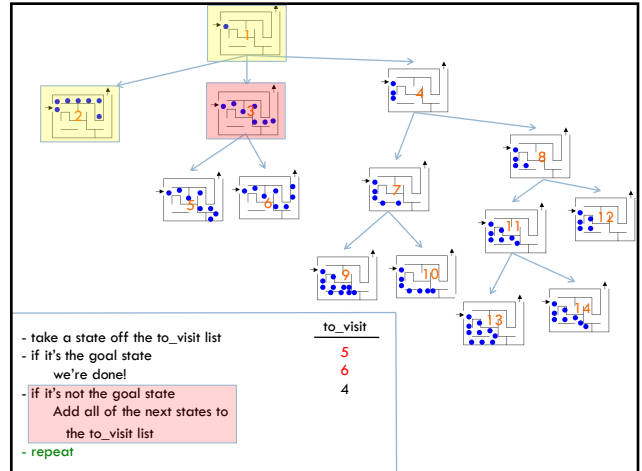 1
2
3
4
8
5
6
7
12
11
9
10
13
14
- take a state off the to_visit list
- if it's the goal state
we're done!
- if it's not the goal state
Add all of the next states to
the to_visit list
- repeat
to_visit
5
6
4